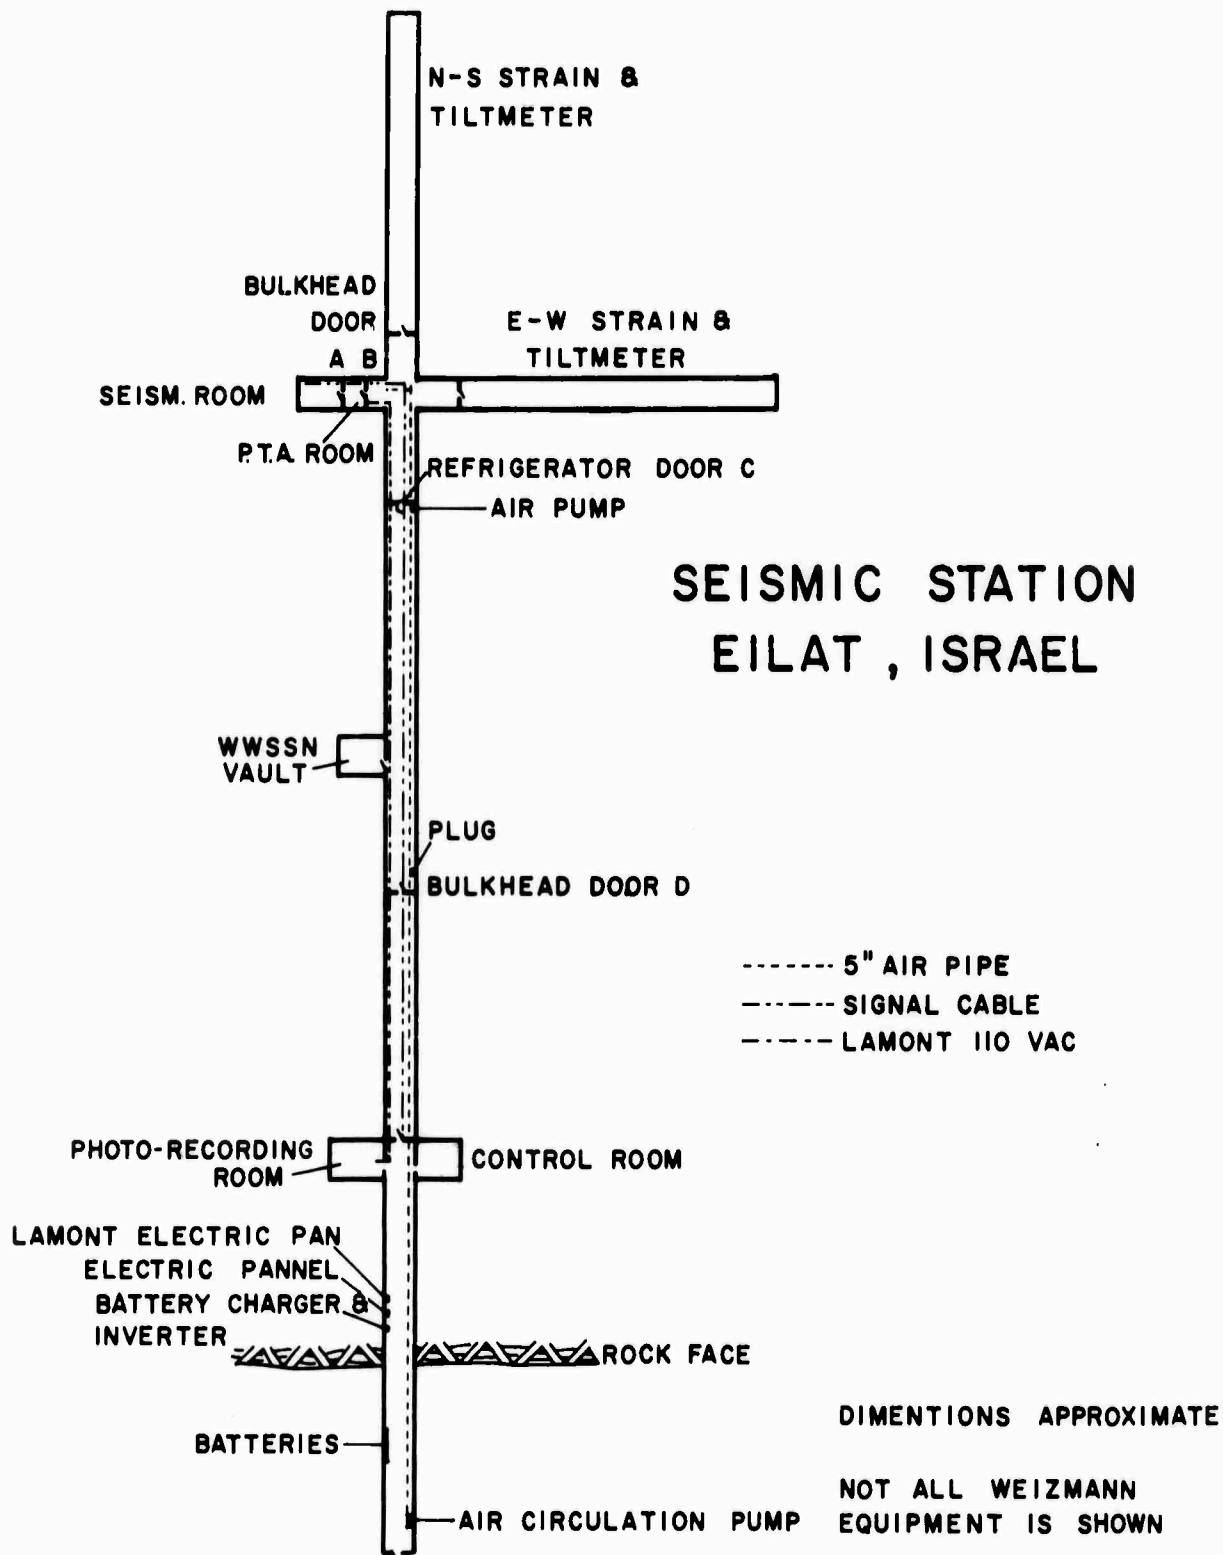 N-S STRAIN &
TILTMETER
BULKHEAD
DOOR
A B
E-W STRAIN &
TILTMETER
SEISM. ROOM
P.T.A. ROOM
REFRIGERATOR DOOR C
AIR PUMP
SEISMIC STATION
EILAT, ISRAEL
WWSSN
VAULT
PLUG
BULKHEAD DOOR D
5" AIR PIPE
SIGNAL CABLE
LAMONT 110 VAC
PHOTO-RECORDING
ROOM
CONTROL ROOM
LAMONT ELECTRIC PAN
ELECTRIC PANNEL
BATTERY CHARGER &
INVERTER
ROCK FACE
BATTERIES
AIR CIRCULATION PUMP
DIMENTIONS APPROXIMATE
NOT ALL WEIZMANN
EQUIPMENT IS SHOWN